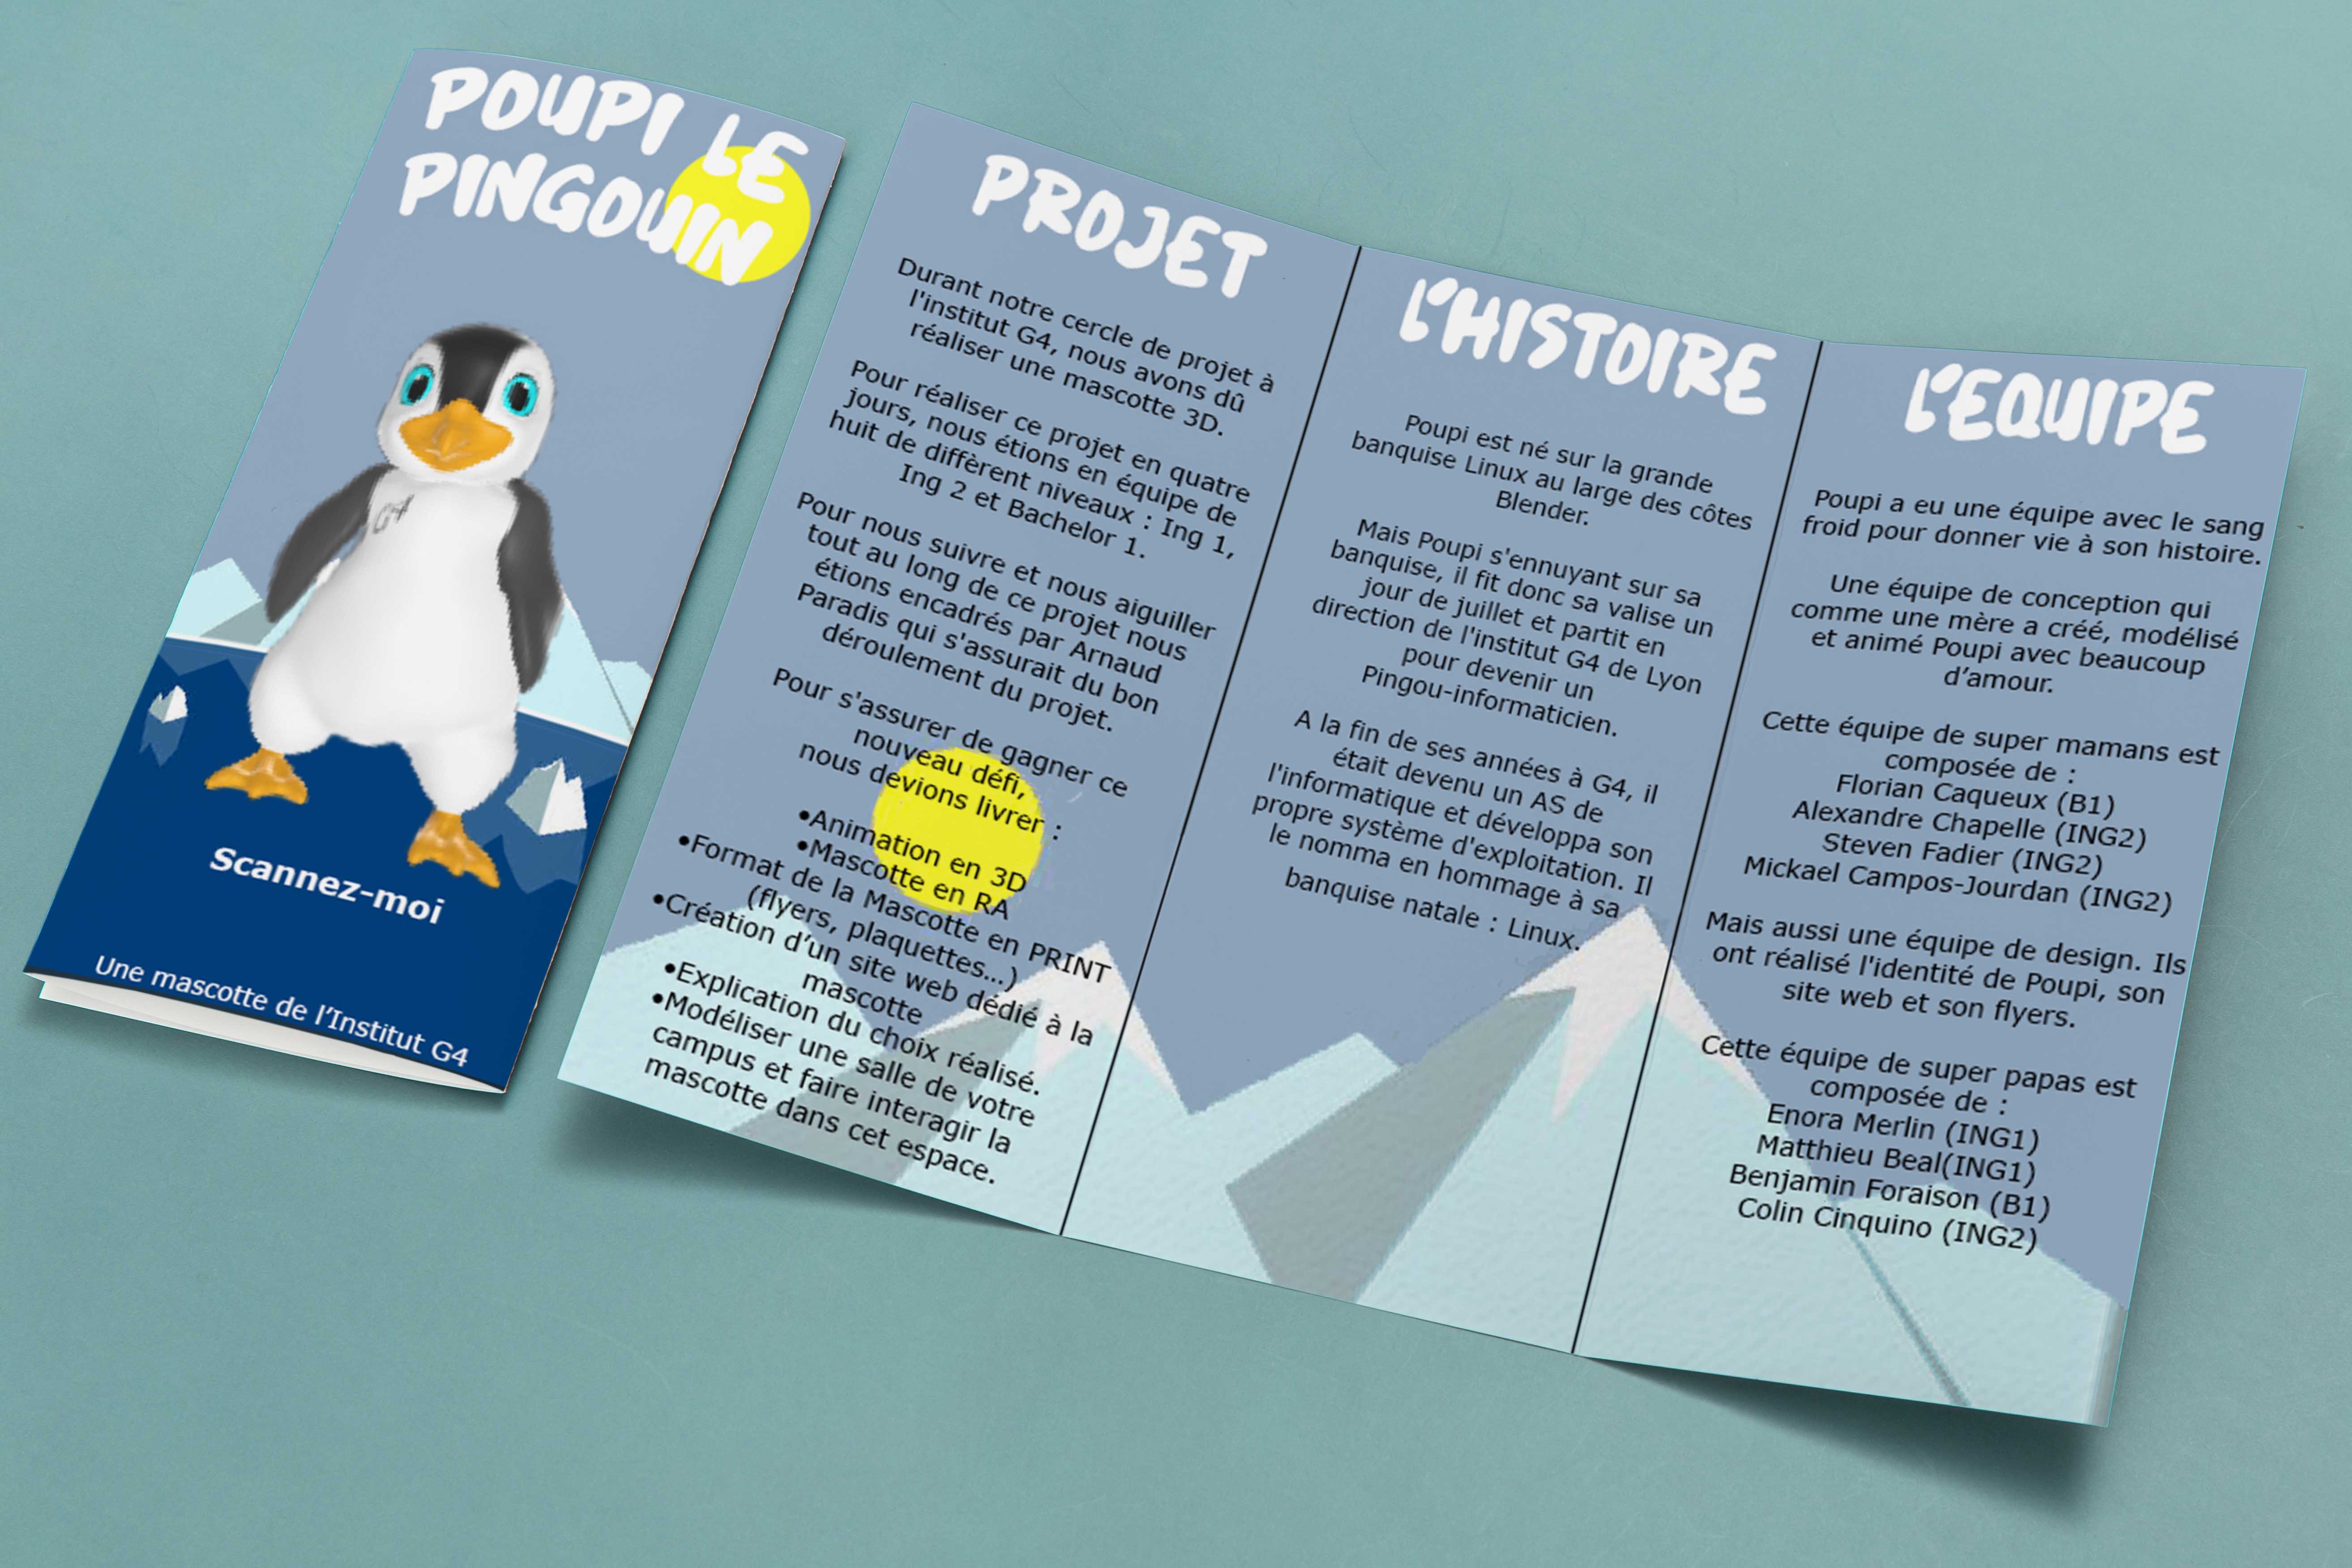 POUPI LE
PINGOUIN
G4
Scannez-moi
Une mascotte de l’Institut G4
PROJET
Durant notre cercle de projet à
l'institut G4, nous avons dû
réaliser une mascotte 3D.
Pour réaliser ce projet en quatre
jours, nous étions en équipe de
huit de diffèrent niveaux : Ing 1,
Ing 2 et Bachelor 1.
Pour nous suivre et nous aiguiller
tout au long de ce projet nous
étions encadrés par Arnaud
Paradis qui s'assurait du bon
déroulement du projet.
Pour s'assurer de gagner ce
nouveau défi,
nous devions livrer :
•Animation en 3D
•Mascotte en RA
•Format de la Mascotte en PRINT
(flyers, plaquettes...)
•Création d’un site web dédié à la
mascotte
•Explication du choix réalisé.
•Modéliser une salle de votre
campus et faire interagir la
mascotte dans cet espace.
L'HISTOIRE
Poupi est né sur la grande
banquise Linux au large des côtes
Blender.
Mais Poupi s'ennuyant sur sa
banquise, il fit donc sa valise un
jour de juillet et partit en
direction de l'institut G4 de Lyon
pour devenir un
Pingou-informaticien.
A la fin de ses années à G4, il
était devenu un AS de
l'informatique et développa son
propre système d'exploitation. Il
le nomma en hommage à sa
banquise natale : Linux.
L'EQUIPE
Poupi a eu une équipe avec le sang
froid pour donner vie à son histoire.
Une équipe de conception qui
comme une mère a créé, modélisé
et animé Poupi avec beaucoup
d’amour.
Cette équipe de super mamans est
composée de :
Florian Caqueux (B1)
Alexandre Chapelle (ING2)
Steven Fadier (ING2)
Mickael Campos-Jourdan (ING2)
Mais aussi une équipe de design. Ils
ont réalisé l'identité de Poupi, son
site web et son flyers.
Cette équipe de super papas est
composée de :
Enora Merlin (ING1)
Matthieu Beal(ING1)
Benjamin Foraison (B1)
Colin Cinquino (ING2)